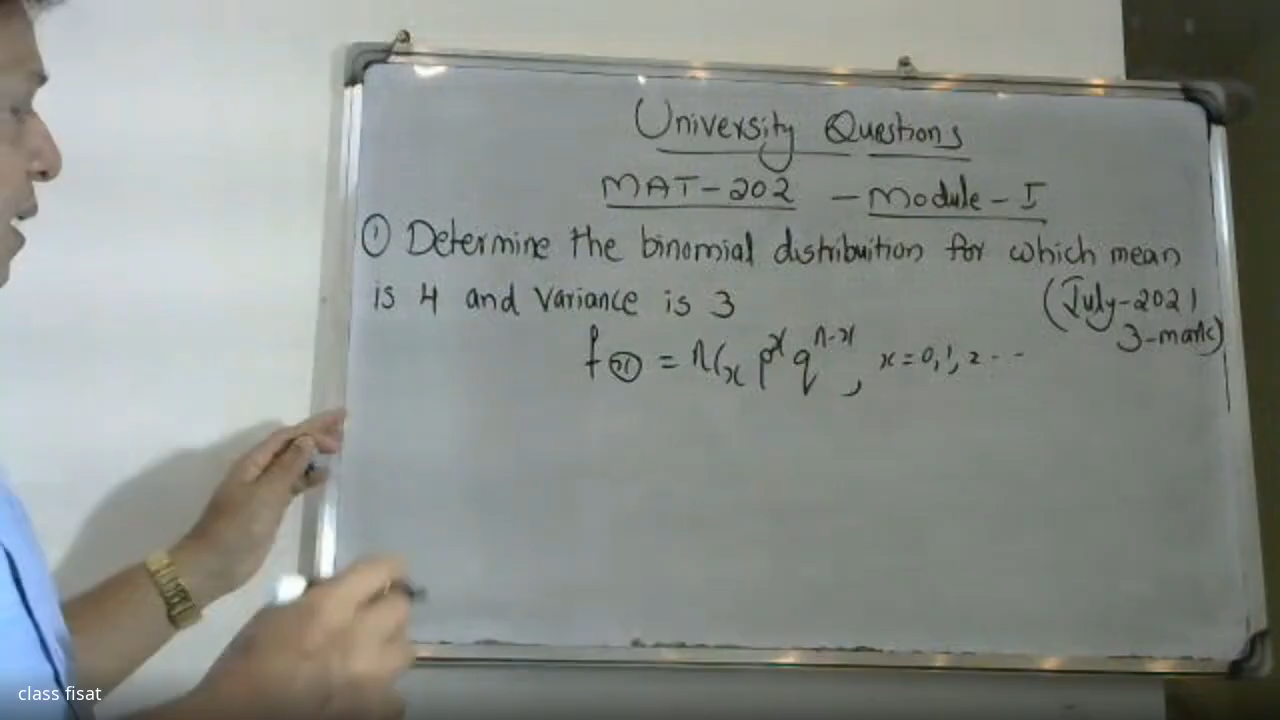 University Questions
MAT-202 - Module - I
① Determine the binomial distribuition for which mean
is 4 and Variance is 3 (July-2021
3-mark)
f(x) = nCx p^x q^n-x, x = 0, 1, 2 - - -
class fisat